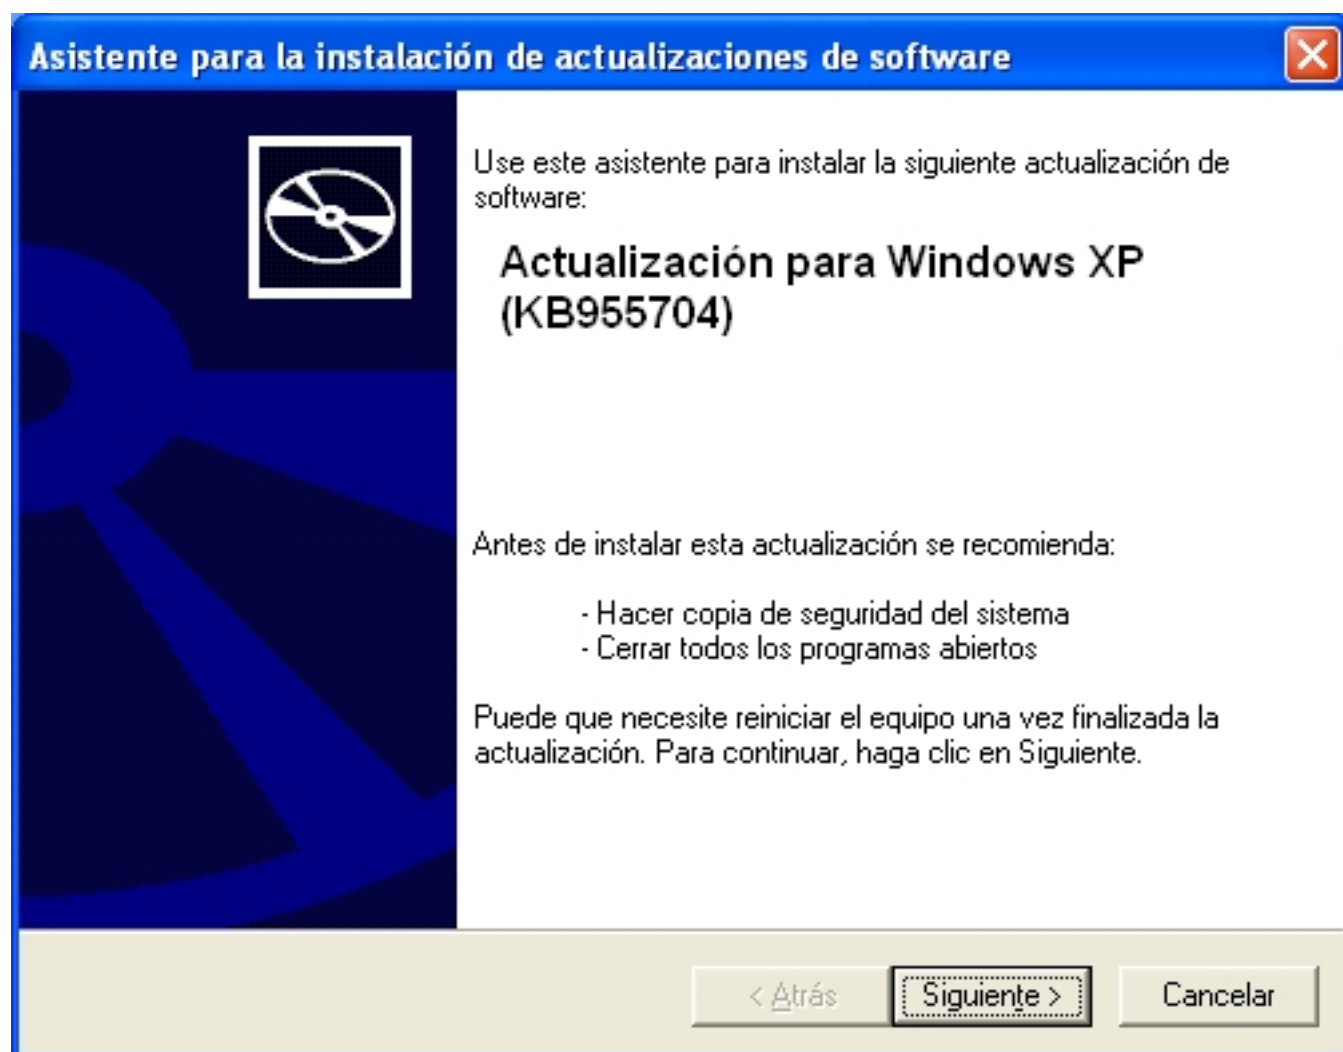 Asistente para la instalación de actualizaciones de software
Use este asistente para instalar la siguiente actualización de
software:
Actualización para Windows XP
(KB955704)
Antes de instalar esta actualización se recomienda:
- Hacer copia de seguridad del sistema
- Cerrar todos los programas abiertos
Puede que necesite reiniciar el equipo una vez finalizada la
actualización. Para continuar, haga clic en Siguiente.
< Atrás
Siguiente >
Cancelar